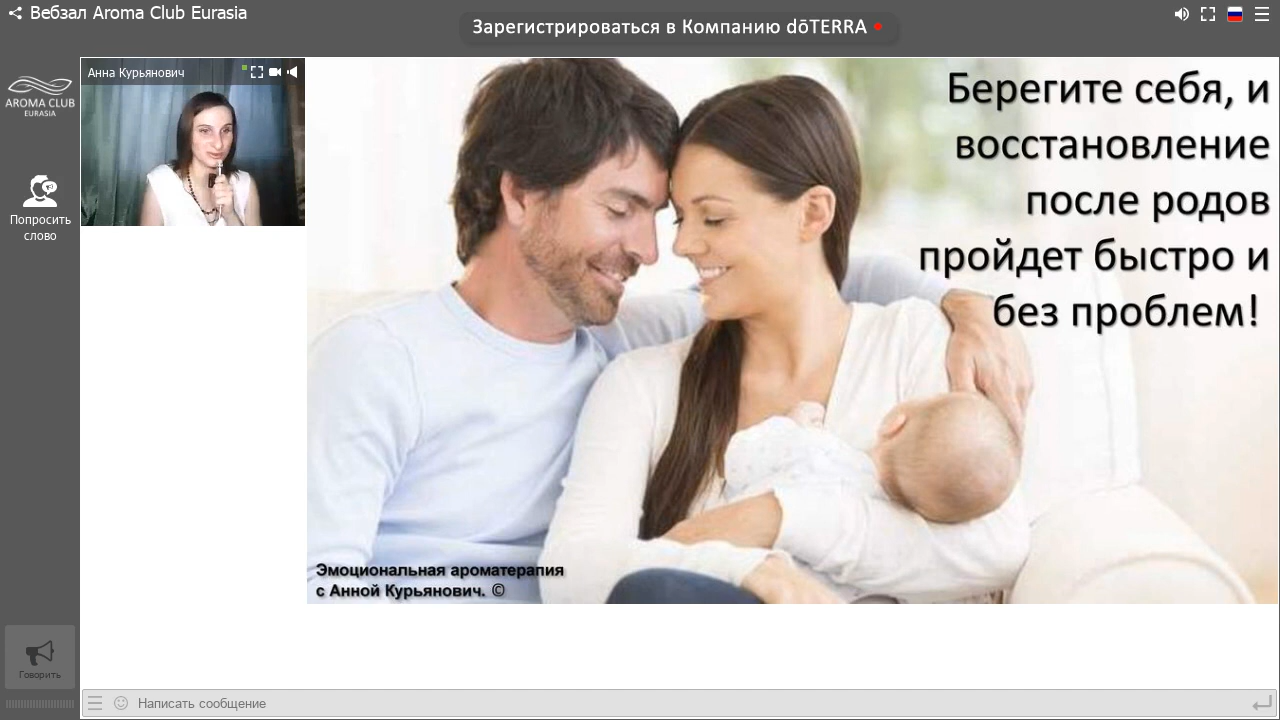 Вебзал Aroma Club Eurasia
Зарегистрироваться в Компанию dōTERRA
Анна Курьянович
AROMA CLUB
EURASIA
Попросить
слово
Берегите себя, и
восстановление
после родов
пройдет быстро и
без проблем!
Эмоциональная ароматерапия
с Анной Курьянович. ©
Говорить
Написать сообщение